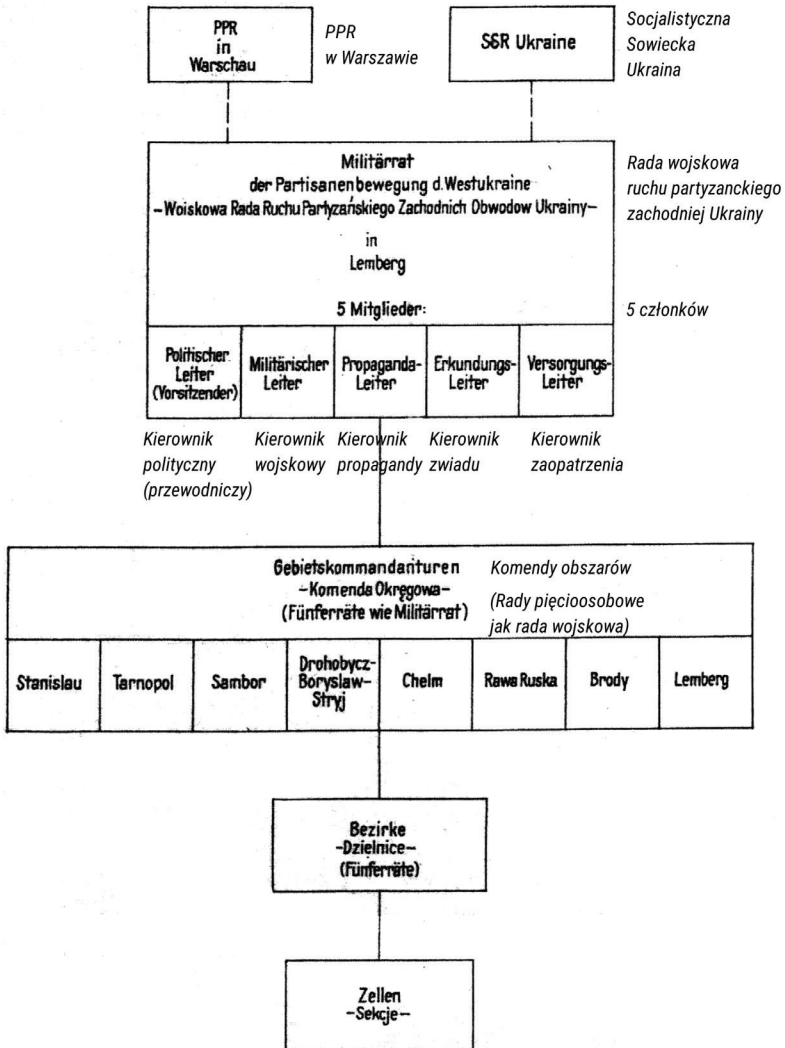 PPR
in
Warschau
PPR
w Warszawie
SSR Ukraine
Socjalistyczna
Sowiecka
Ukraina
Militärrat
der Partisanenbewegung d. Westukraine
-Woiskowa Rada Ruchu Partyzańskiego Zachodnich Obwodow Ukrainy-
in
Lemberg
5 Mitglieder:
Rada wojskowa
ruchu partyzanckiego
zachodniej Ukrainy
5 członków
Politischer
Leiter
(Vorsitzender)
Militärischer
Leiter
Propaganda-
Leiter
Erkundungs-
Leiter
Versorgungs-
Leiter
Kierownik
polityczny
(przewodniczy)
Kierownik
wojskowy
Kierownik
propagandy
Kierownik
zwiadu
Kierownik
zaopatrzenia
Gebietskommandanturen
-Komenda Okręgowa-
(Fünferräte wie Militärrat)
Komendy obszarów
(Rady pięcioosobowe
jak rada wojskowa)
Stanislau
Tarnopol
Sambor
Drohobycz-
Boryslaw-
Stryj
Chelm
Rawa Ruska
Brody
Lemberg
Bezirke
-Dzielnice-
(Fünferräte)
Zellen
-Sekcje-